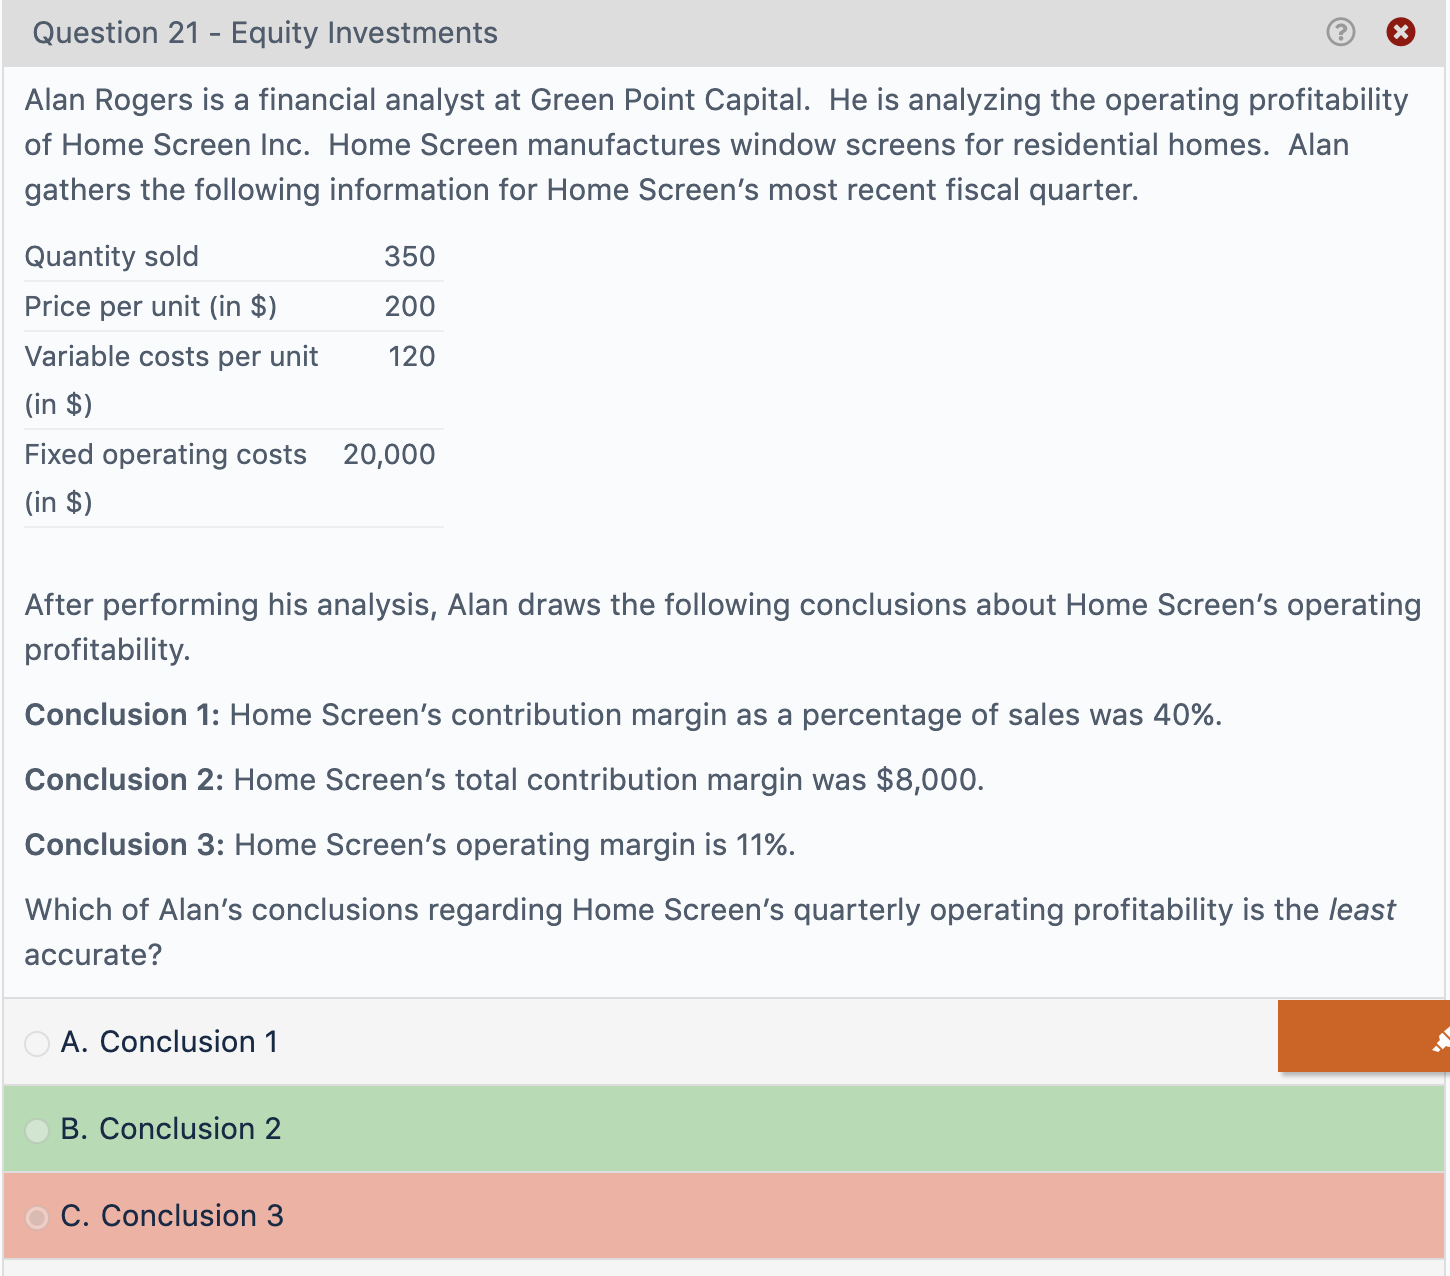 Question 21 - Equity Investments
Alan Rogers is a financial analyst at Green Point Capital.  He is analyzing the operating profitability
of Home Screen Inc.  Home Screen manufactures window screens for residential homes.  Alan
gathers the following information for Home Screen’s most recent fiscal quarter.
Quantity sold 350
Price per unit (in $) 200
Variable costs per unit 120
(in $)
Fixed operating costs 20,000
(in $)
After performing his analysis, Alan draws the following conclusions about Home Screen’s operating
profitability.
Conclusion 1: Home Screen’s contribution margin as a percentage of sales was 40%.
Conclusion 2: Home Screen’s total contribution margin was $8,000.
Conclusion 3: Home Screen’s operating margin is 11%.
Which of Alan’s conclusions regarding Home Screen’s quarterly operating profitability is the least
accurate?
A. Conclusion 1
B. Conclusion 2
C. Conclusion 3